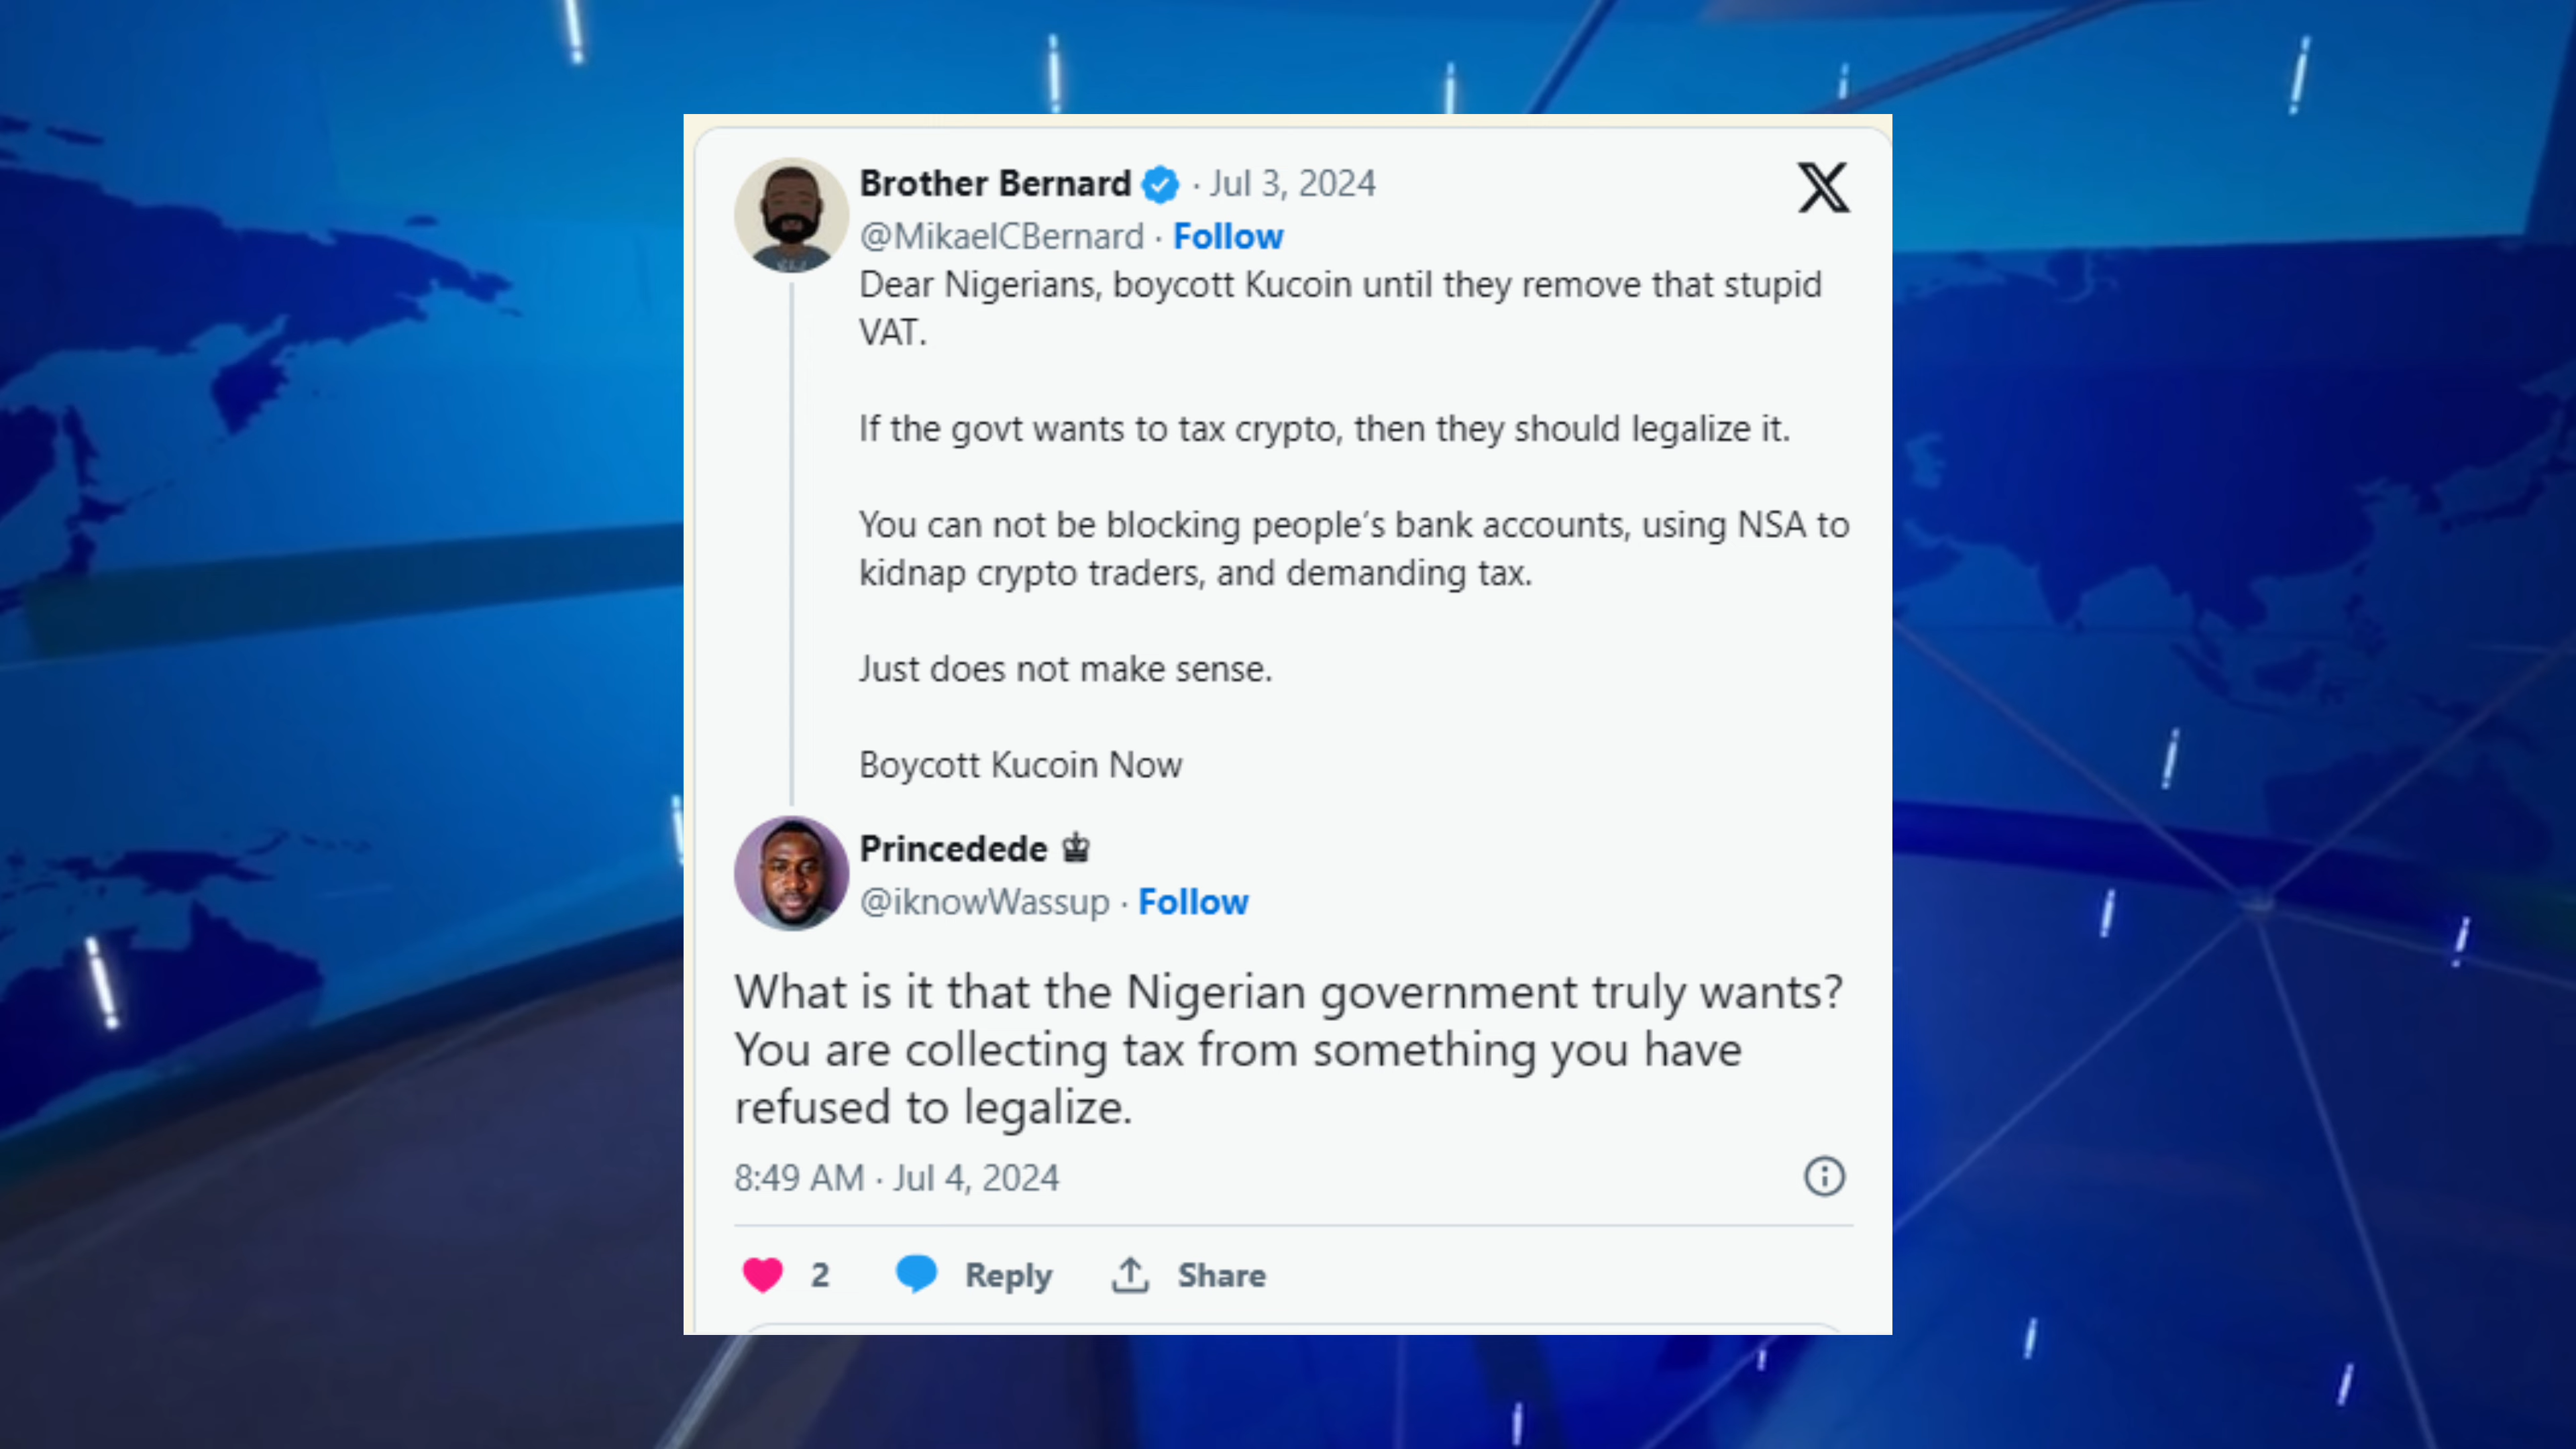 Brother Bernard · Jul 3, 2024
@MikaelCBernard · Follow
Dear Nigerians, boycott Kucoin until they remove that stupid
VAT.
If the govt wants to tax crypto, then they should legalize it.
You can not be blocking people’s bank accounts, using NSA to
kidnap crypto traders, and demanding tax.
Just does not make sense.
Boycott Kucoin Now
Princedede
@iknowWassup · Follow
What is it that the Nigerian government truly wants?
You are collecting tax from something you have
refused to legalize.
8:49 AM · Jul 4, 2024
2 Reply Share